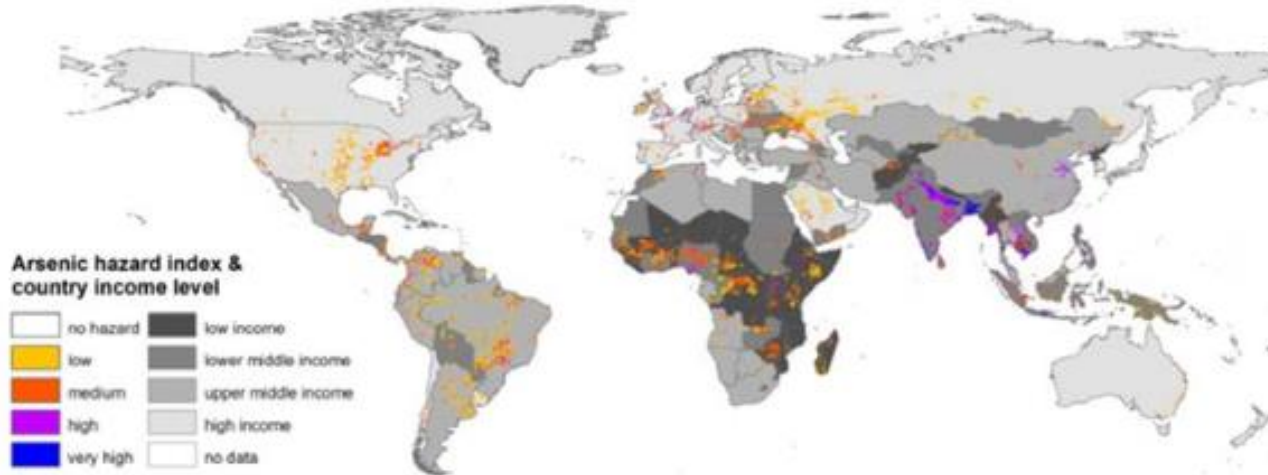 Arsenic hazard index &
country income level
no hazard
low income
low
lower middle income
medium
upper middle income
high
high income
very high
no data